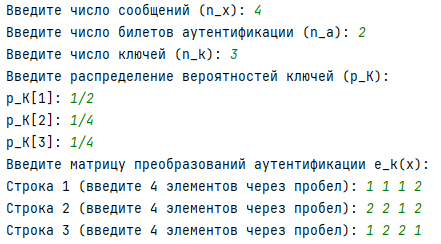 Введите число сообщений (n_x): 4
Введите число билетов аутентификации (n_a): 2
Введите число ключей (n_k): 3
Введите распределение вероятностей ключей (p_K):
p_K[1]: 1/2
p_K[2]: 1/4
p_K[3]: 1/4
Введите матрицу преобразований аутентификации e_k(x):
Строка 1 (введите 4 элементов через пробел): 1 1 1 2
Строка 2 (введите 4 элементов через пробел): 2 2 1 2
Строка 3 (введите 4 элементов через пробел): 1 2 2 1